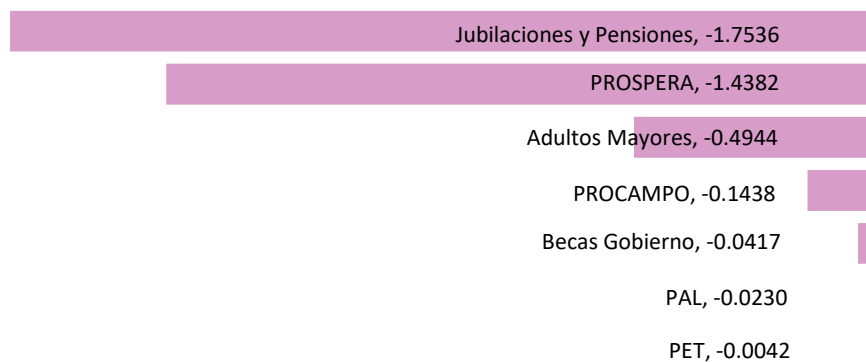 Jubilaciones y Pensiones, -1.7536
PROSPERA, -1.4382
Adultos Mayores, -0.4944
PROCAMPO, -0.1438
Becas Gobierno, -0.0417
PAL, -0.0230
PET, -0.0042